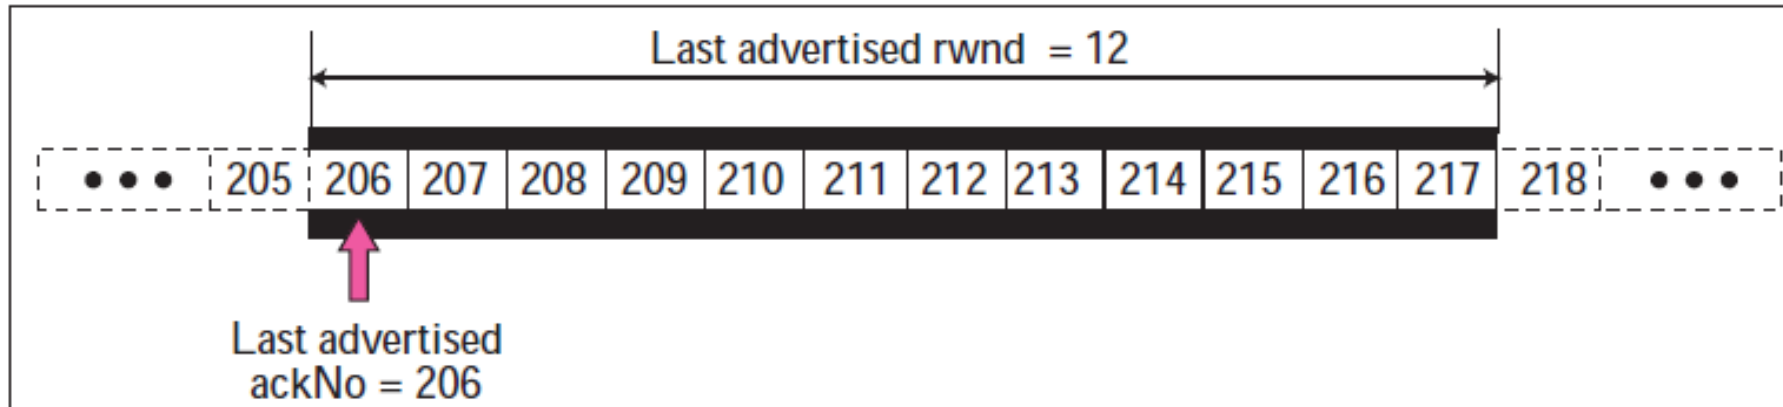 Last advertised rwnd = 12
• • • 205 206 207 208 209 210 211 212 213 214 215 216 217 218 • • •
Last advertised
ackNo = 206